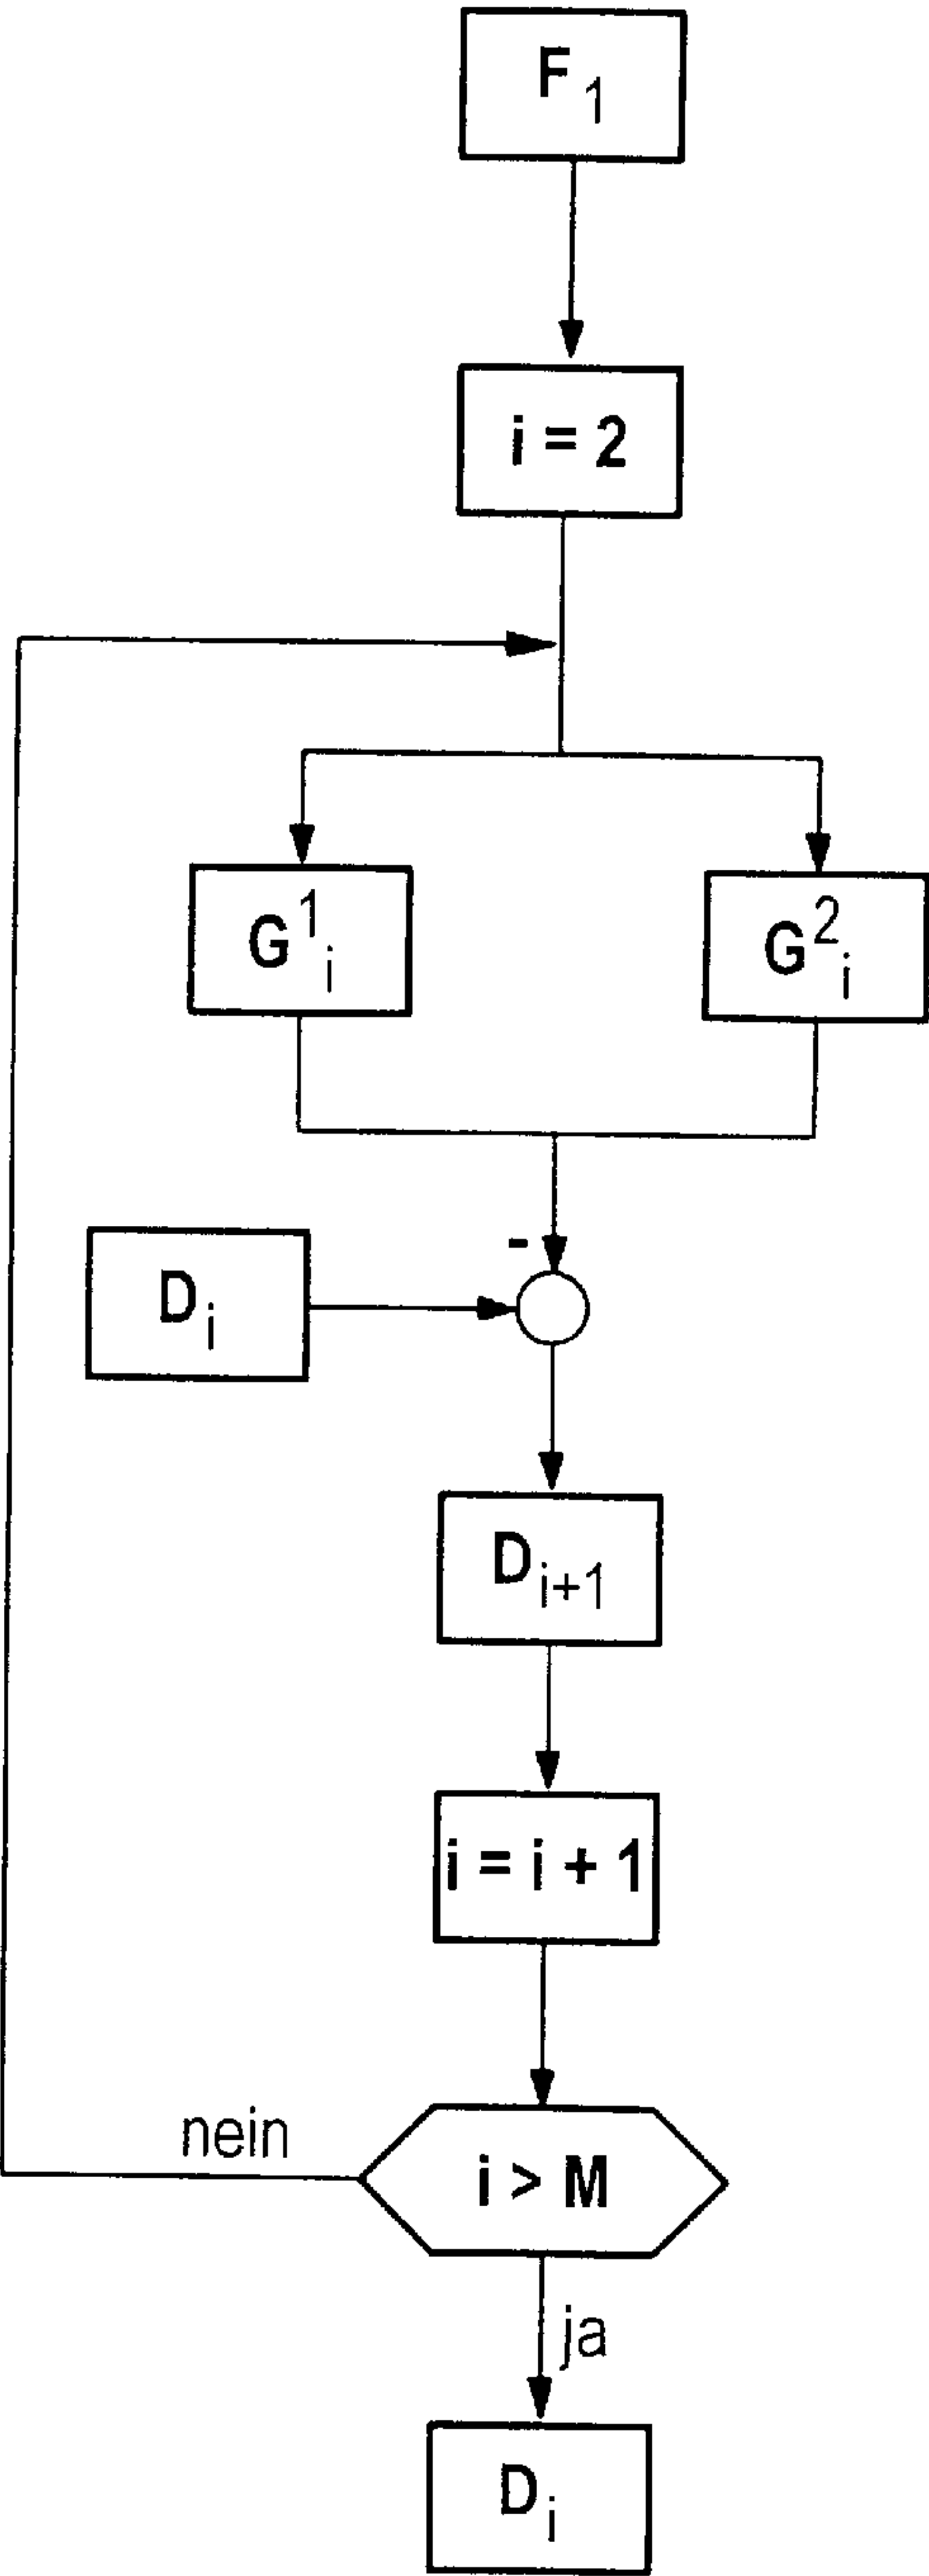 F₁
i = 2
G¹ᵢ
G²ᵢ
-
Dᵢ
Dᵢ₊₁
i = i + 1
nein
i > M
ja
Dᵢ